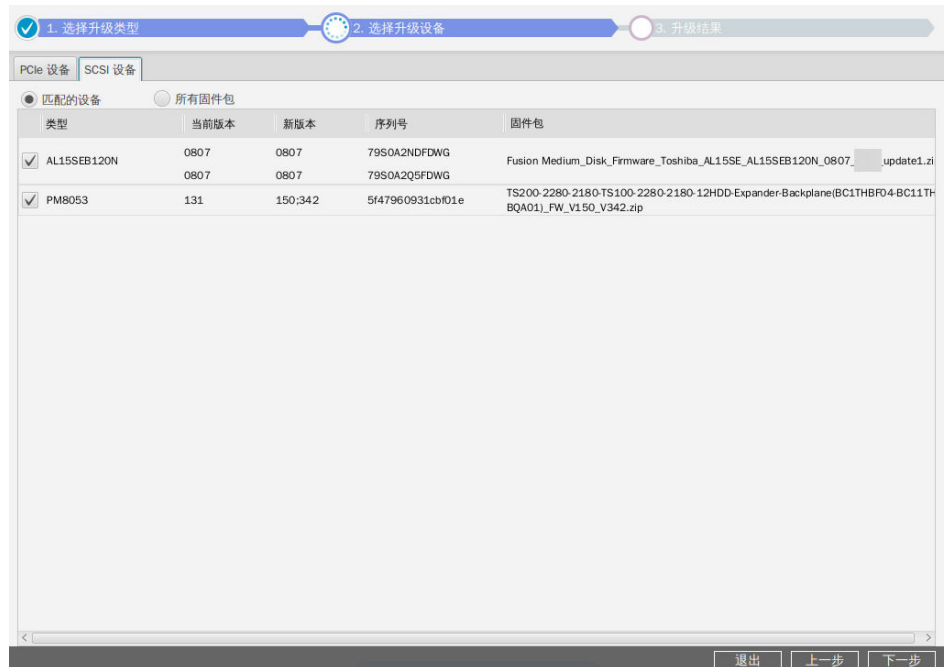 1. 选择升级类型
2. 选择升级设备
3. 升级结果
PCIe 设备
SCSI 设备
匹配的设备
所有固件包
类型 当前版本 新版本 序列号 固件包
AL15SEB120N
0807 0807 79S0A2NDFDWG
0807 0807 79S0A2Q5FDWG
Fusion Medium_Disk_Firmware_Toshiba_AL15SE_AL15SEB120N_0807_ update1.zi
PM8053 131 150;342 5f47960931cbf01e
TS200-2280-2180-TS100-2280-2180-12HDD-Expander-Backplane(BC1THBF04-BC11TH
BQA01)_FW_V150_V342.zip
退出 上一步 下一步